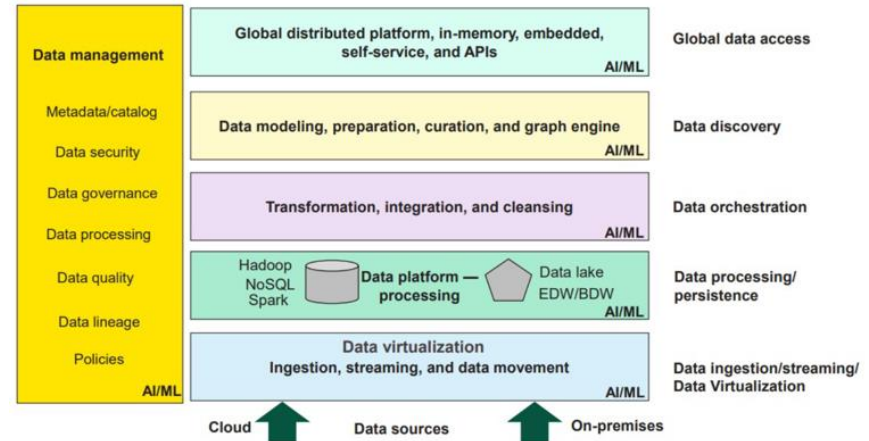 Data management
Metadata/catalog
Data security
Data governance
Data processing
Data quality
Data lineage
Policies
AI/ML
Global distributed platform, in-memory, embedded,
self-service, and APIs
AI/ML
Global data access
Data modeling, preparation, curation, and graph engine
AI/ML
Data discovery
Transformation, integration, and cleansing
AI/ML
Data orchestration
Hadoop
NoSQL
Spark
Data platform —
processing
Data lake
EDW/BDW
AI/ML
Data processing/
persistence
Data virtualization
Ingestion, streaming, and data movement
AI/ML
Data ingestion/streaming/
Data Virtualization
Cloud
Data sources
On-premises